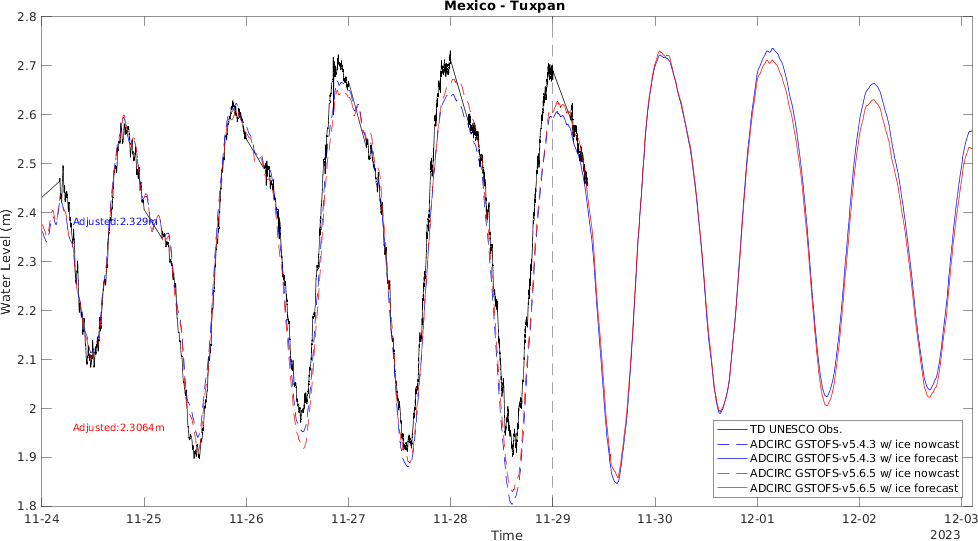 Mexico - Tuxpan
2.8
2.7
2.6
2.5
2.4
2.3
2.2
2.1
2
1.9
1.8
Water Level (m)
Adjusted:2.329m
Adjusted:2.3064m
TD UNESCO Obs.
ADCIRC GSTOFS-v5.4.3 w/ ice nowcast
ADCIRC GSTOFS-v5.4.3 w/ ice forecast
ADCIRC GSTOFS-v5.6.5 w/ ice nowcast
ADCIRC GSTOFS-v5.6.5 w/ ice forecast
11-24 11-25 11-26 11-27 11-28 11-29 11-30 12-01 12-02 12-03
Time
2023